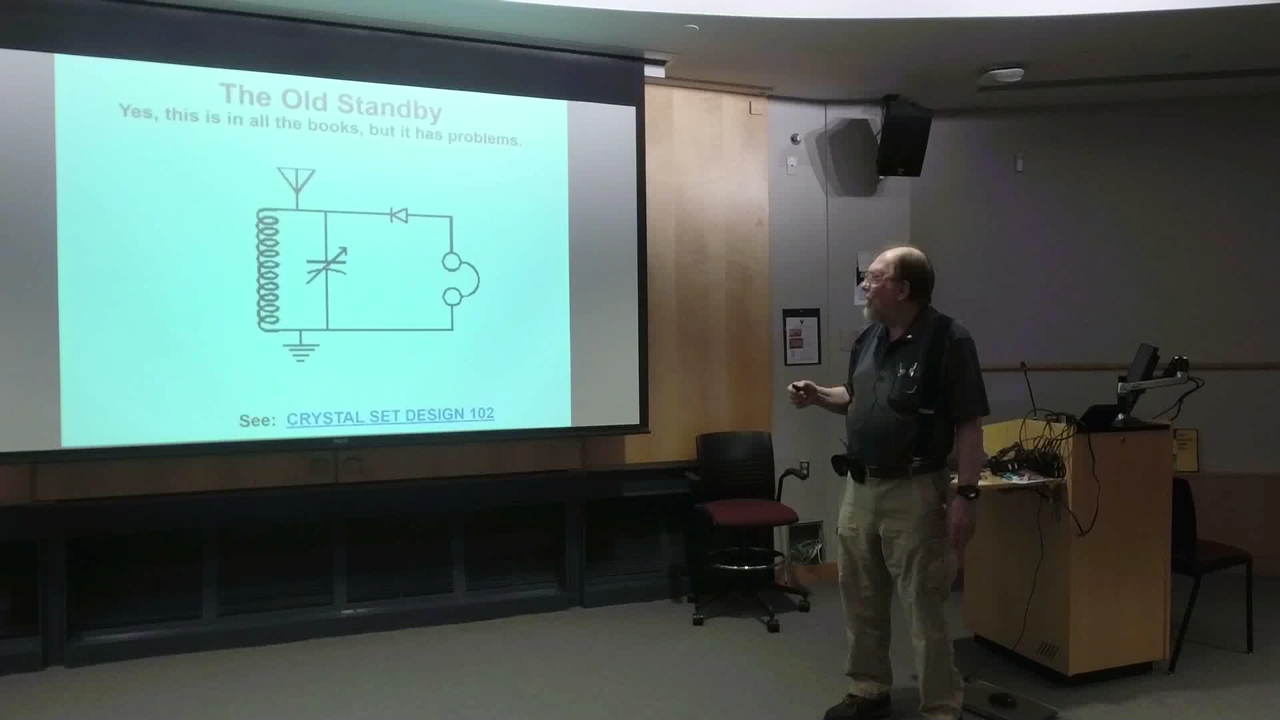 The Old Standby
Yes, this is in all the books, but it has problems.
See: CRYSTAL SET DESIGN 102